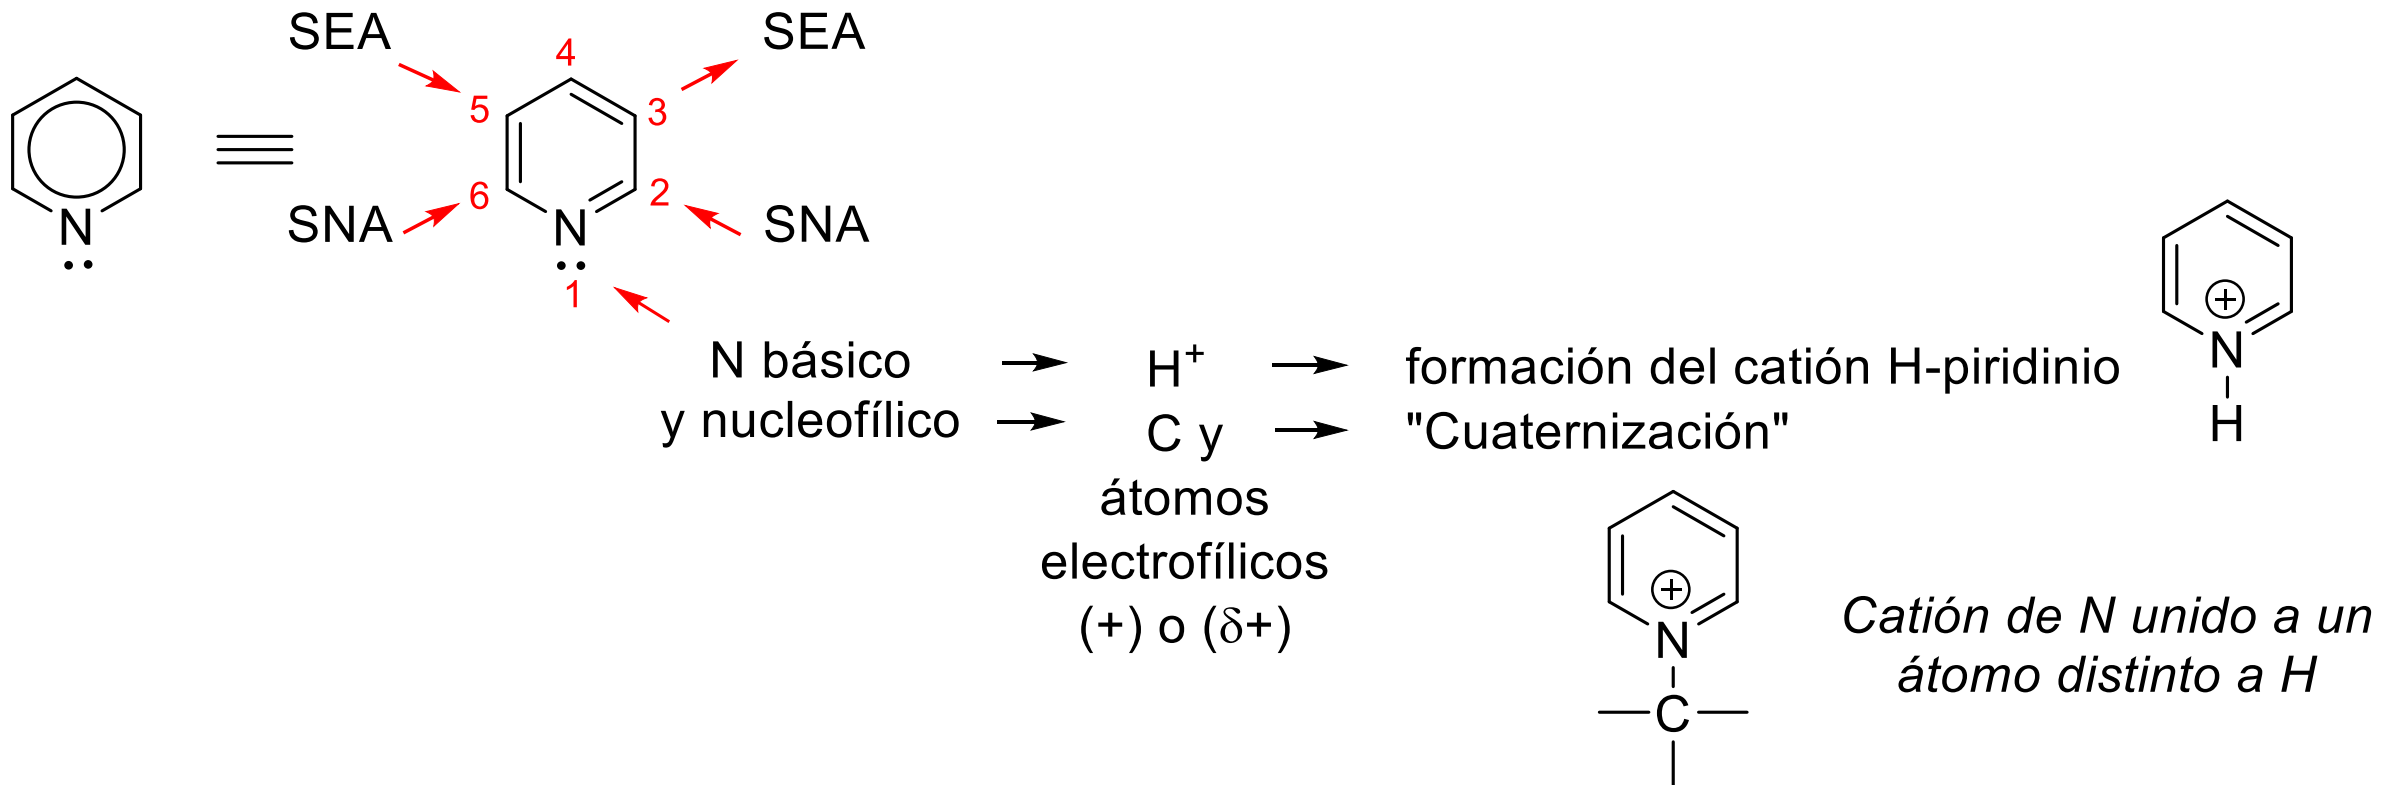 SEA
SEA
4
5
3
6
2
SNA
SNA
N
N
1
N básico
y nucleofílico
H+
C y
átomos
electrofílicos
(+) o (δ+)
formación del catión H-piridinio
"Cuaternización"
+
N
H
+
N
C
Catión de N unido a un
átomo distinto a H